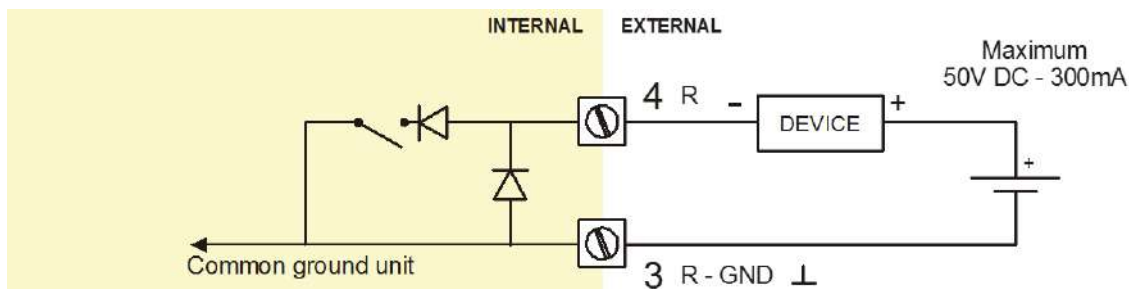 INTERNAL EXTERNAL
Maximum
50V DC - 300mA
4 R - DEVICE +
+
Common ground unit
3 R - GND ⊥